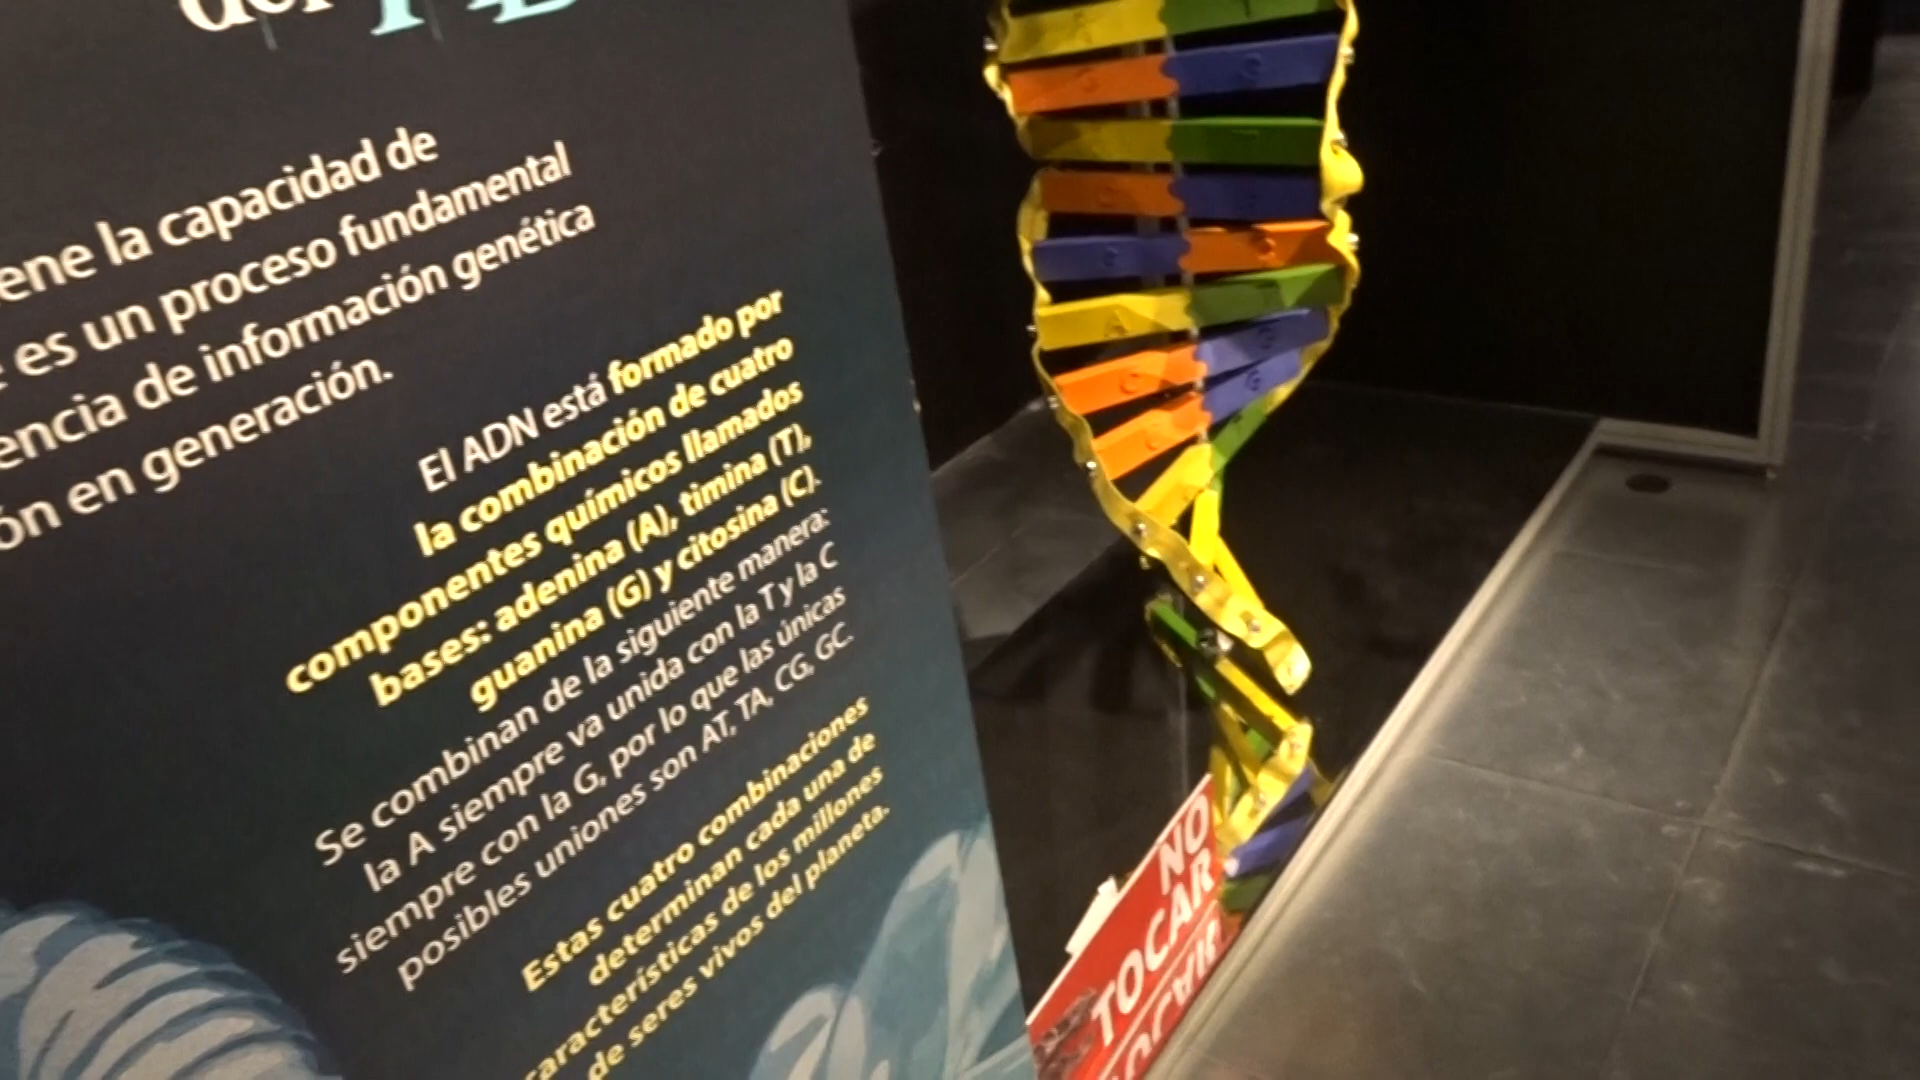 la capacidad de
es un proceso fundamental
de información genética
en generación.
El ADN está formado por
la combinación de cuatro
componentes químicos llamados
bases: adenina (A), timina (T),
guanina (G) y citosina (C).
Se combinan de la siguiente manera:
la A siempre va unida con la T y la C
siempre con la G, por lo que las únicas
posibles uniones son AT, TA, CG, GC.
Estas cuatro combinaciones
determinan cada una de
características de los millones
de seres vivos del planeta.
NO
TOCAR